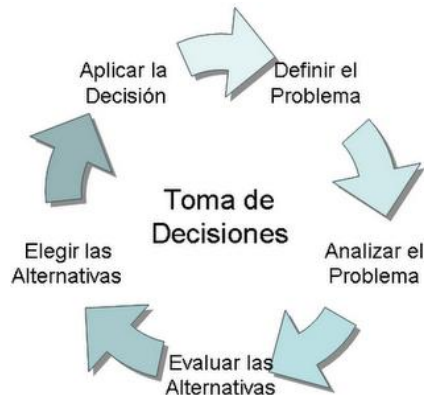 Aplicar la
Decisión
Definir el
Problema
Toma de
Decisiones
Elegir las
Alternativas
Analizar el
Problema
Evaluar las
Alternativas